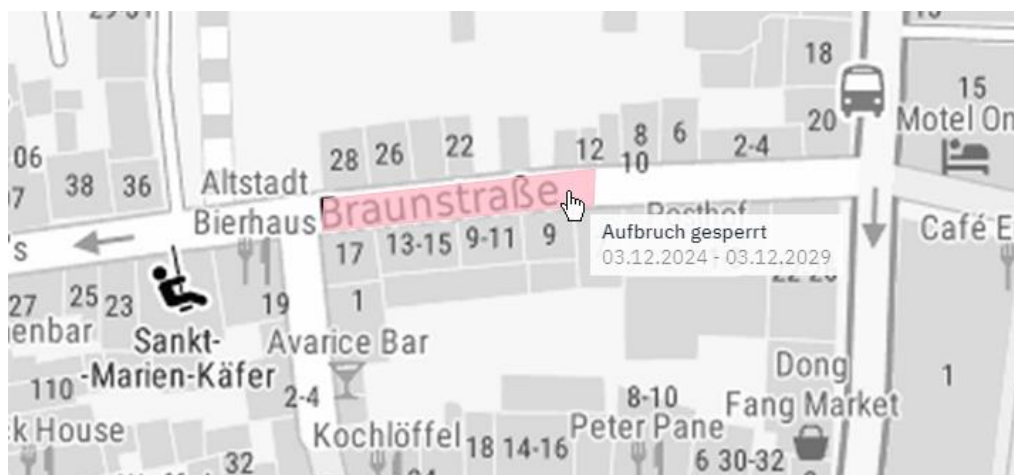 18
15
20
Motel On
06
38
36
28
26
22
12
8
6
10
2-4
Altstadt
Bierhaus
Braunstraße
17
13-15
9-11
9
Aufbruch gesperrt
03.12.2024 - 03.12.2029
Café E
's
27
25
23
19
1
enbar
Sankt-
-Marien-Käfer
Avarice Bar
110
2-4
Dong
Fang Market
1
8-10
k House
Kochlöffel
18
14-16
Peter Pane
6
30-32
32